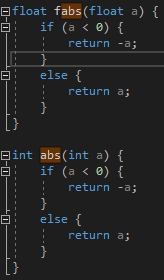 float fabs(float a) {
if (a < 0) {
return -a;
}
else {
return a;
}
}
int abs(int a) {
if (a < 0) {
return -a;
}
else {
return a;
}
}